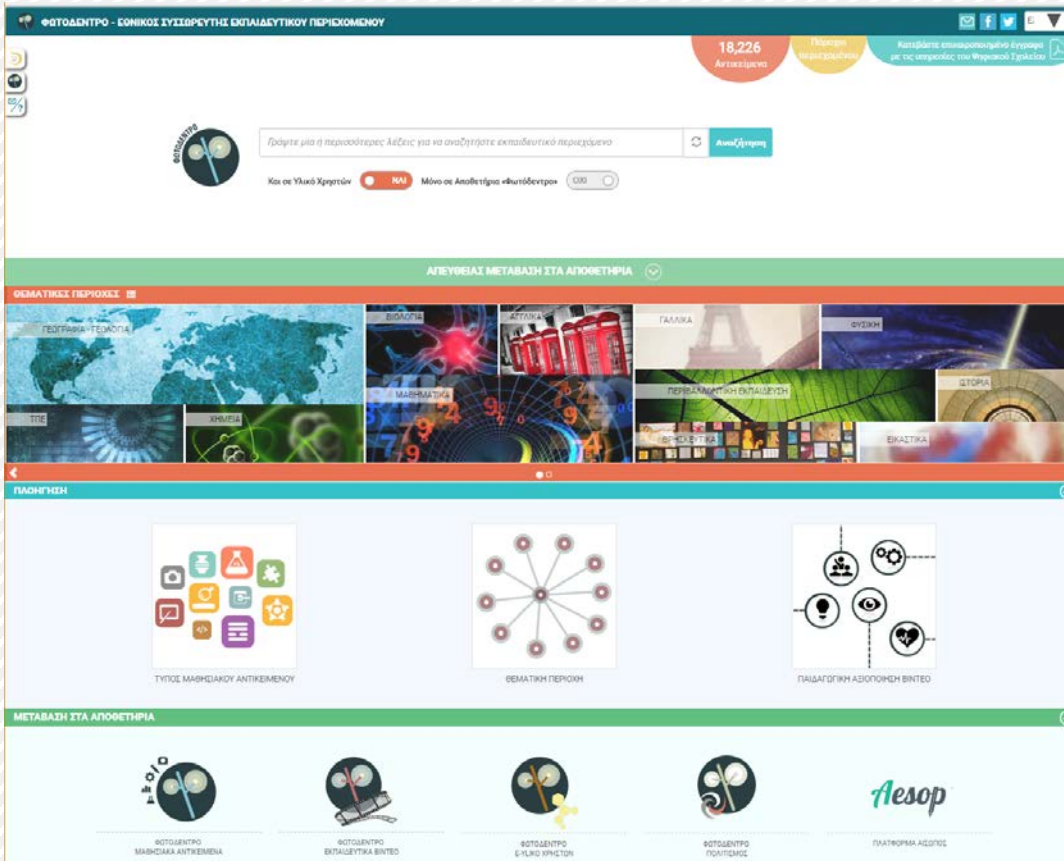 ΦΩΤΟΔΕΝΤΡΟ - ΕΘΝΙΚΟΣ ΣΥΣΣΩΡΕΥΤΗΣ ΕΚΠΑΙΔΕΥΤΙΚΟΥ ΠΕΡΙΕΧΟΜΕΝΟΥ
18,226
Αντικείμενα
Πάροχοι
περιεχομένου
Κατεβάστε επικαιροποιημένο έγγραφο
με τις υπηρεσίες του Ψηφιακού Σχολείου
ΦΩΤΟΔΕΝΤΡΟ
Γράψτε μια ή περισσότερες λέξεις για να αναζητήστε εκπαιδευτικό περιεχόμενο
Αναζήτηση
Και σε Υλικό Χρηστών ΝΑΙ Μόνο σε Αποθετήρια «Φωτόδεντρο» ΟΧΙ
ΑΠΕΥΘΕΙΑΣ ΜΕΤΑΒΑΣΗ ΣΤΑ ΑΠΟΘΕΤΗΡΙΑ
ΘΕΜΑΤΙΚΕΣ ΠΕΡΙΟΧΕΣ
ΓΕΩΓΡΑΦΙΑ - ΓΕΩΛΟΓΙΑ
ΒΙΟΛΟΓΙΑ
ΑΓΓΛΙΚΑ
ΓΑΛΛΙΚΑ
ΦΥΣΙΚΗ
ΜΑΘΗΜΑΤΙΚΑ
ΠΕΡΙΒΑΛΛΟΝΤΙΚΗ ΕΚΠΑΙΔΕΥΣΗ
ΙΣΤΟΡΙΑ
ΤΠΕ
ΧΗΜΕΙΑ
ΘΡΗΣΚΕΥΤΙΚΑ
ΕΙΚΑΣΤΙΚΑ
ΠΛΟΗΓΗΣΗ
ΤΥΠΟΣ ΜΑΘΗΣΙΑΚΟΥ ΑΝΤΙΚΕΙΜΕΝΟΥ
ΘΕΜΑΤΙΚΗ ΠΕΡΙΟΧΗ
ΠΑΙΔΑΓΩΓΙΚΗ ΑΞΙΟΠΟΙΗΣΗ ΒΙΝΤΕΟ
ΜΕΤΑΒΑΣΗ ΣΤΑ ΑΠΟΘΕΤΗΡΙΑ
ΦΩΤΟΔΕΝΤΡΟ
ΜΑΘΗΣΙΑΚΑ ΑΝΤΙΚΕΙΜΕΝΑ
ΦΩΤΟΔΕΝΤΡΟ
ΕΚΠΑΙΔΕΥΤΙΚΑ ΒΙΝΤΕΟ
ΦΩΤΟΔΕΝΤΡΟ
E-ΥΛΙΚΟ ΧΡΗΣΤΩΝ
ΦΩΤΟΔΕΝΤΡΟ
ΠΟΛΙΤΙΣΜΟΣ
Aesop
ΠΛΑΤΦΟΡΜΑ ΑΙΣΩΠΟΣ